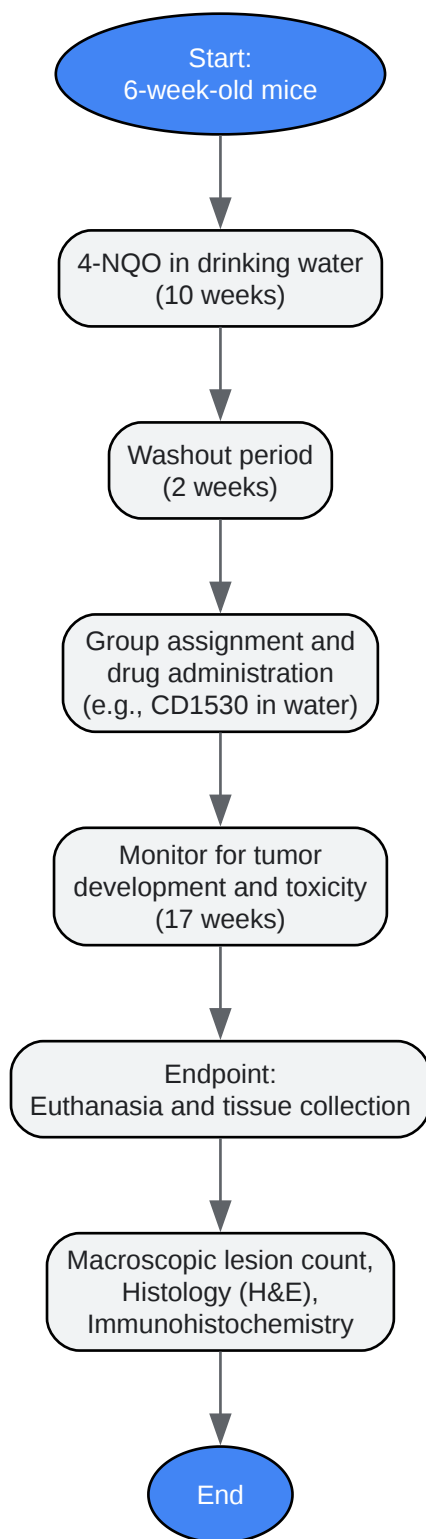 Start:
6-week-old mice
4-NQO in drinking water
(10 weeks)
Washout period
(2 weeks)
Group assignment and
drug administration
(e.g., CD1530 in water)
Monitor for tumor
development and toxicity
(17 weeks)
Endpoint:
Euthanasia and tissue collection
Macroscopic lesion count,
Histology (H&E),
Immunohistochemistry
End